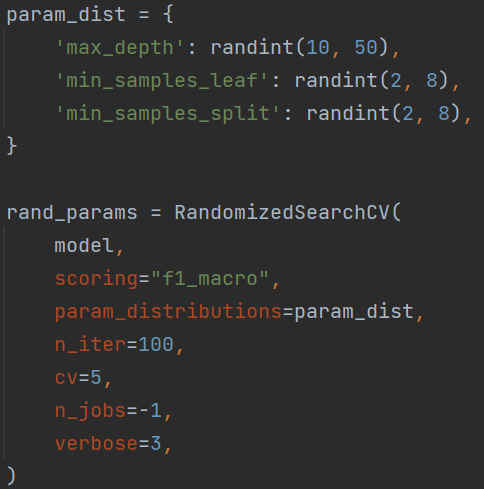 param_dist = {
    'max_depth': randint(10, 50),
    'min_samples_leaf': randint(2, 8),
    'min_samples_split': randint(2, 8),
}

rand_params = RandomizedSearchCV(
    model,
    scoring="f1_macro",
    param_distributions=param_dist,
    n_iter=100,
    cv=5,
    n_jobs=-1,
    verbose=3,
)